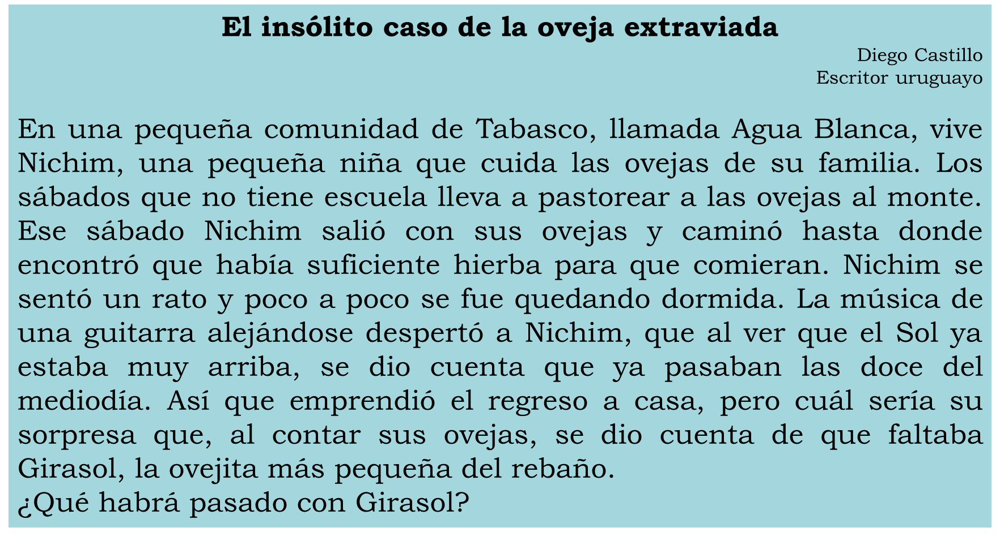 El insólito caso de la oveja extraviada
Diego Castillo
Escritor uruguayo
En una pequeña comunidad de Tabasco, llamada Agua Blanca, vive
Nichim, una pequeña niña que cuida las ovejas de su familia. Los
sábados que no tiene escuela lleva a pastorear a las ovejas al monte.
Ese sábado Nichim salió con sus ovejas y caminó hasta donde
encontró que había suficiente hierba para que comieran. Nichim se
sentó un rato y poco a poco se fue quedando dormida. La música de
una guitarra alejándose despertó a Nichim, que al ver que el Sol ya
estaba muy arriba, se dio cuenta que ya pasaban las doce del
mediodía. Así que emprendió el regreso a casa, pero cuál sería su
sorpresa que, al contar sus ovejas, se dio cuenta de que faltaba
Girasol, la ovejita más pequeña del rebaño.
¿Qué habrá pasado con Girasol?